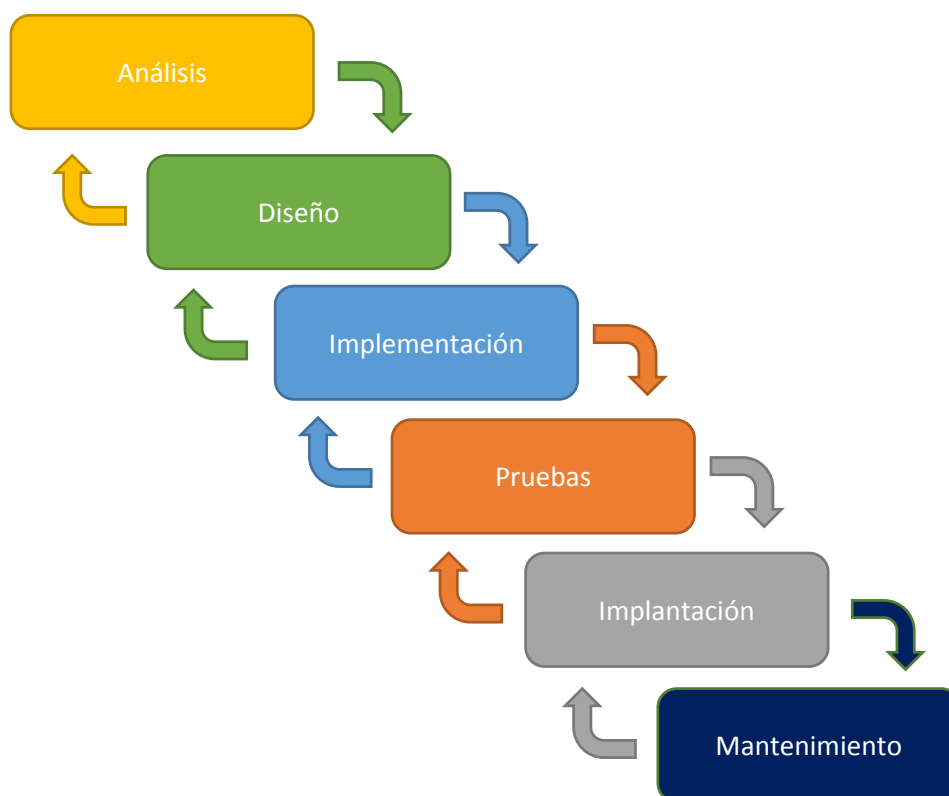 Análisis
Diseño
Implementación
Pruebas
Implantación
Mantenimiento